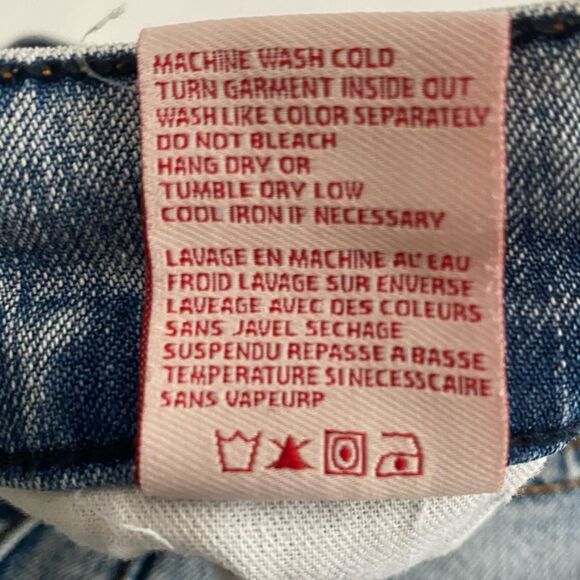 MACHINE WASH COLD
TURN GARMENT INSIDE OUT
WASH LIKE COLOR SEPARATELY
DO NOT BLEACH
HANG DRY OR
TUMBLE DRY LOW
COOL IRON IF NECESSARY
LAVAGE EN MACHINE AL'EAU
FROID LAVAGE SUR ENVERSE
LAVEAGE AVEC DES COLEURS
SANS JAVEL SECHAGE
SUSPENDU REPASSE A BASSE
TEMPERATURE SI NECESSCAIRE
SANS VAPEURP